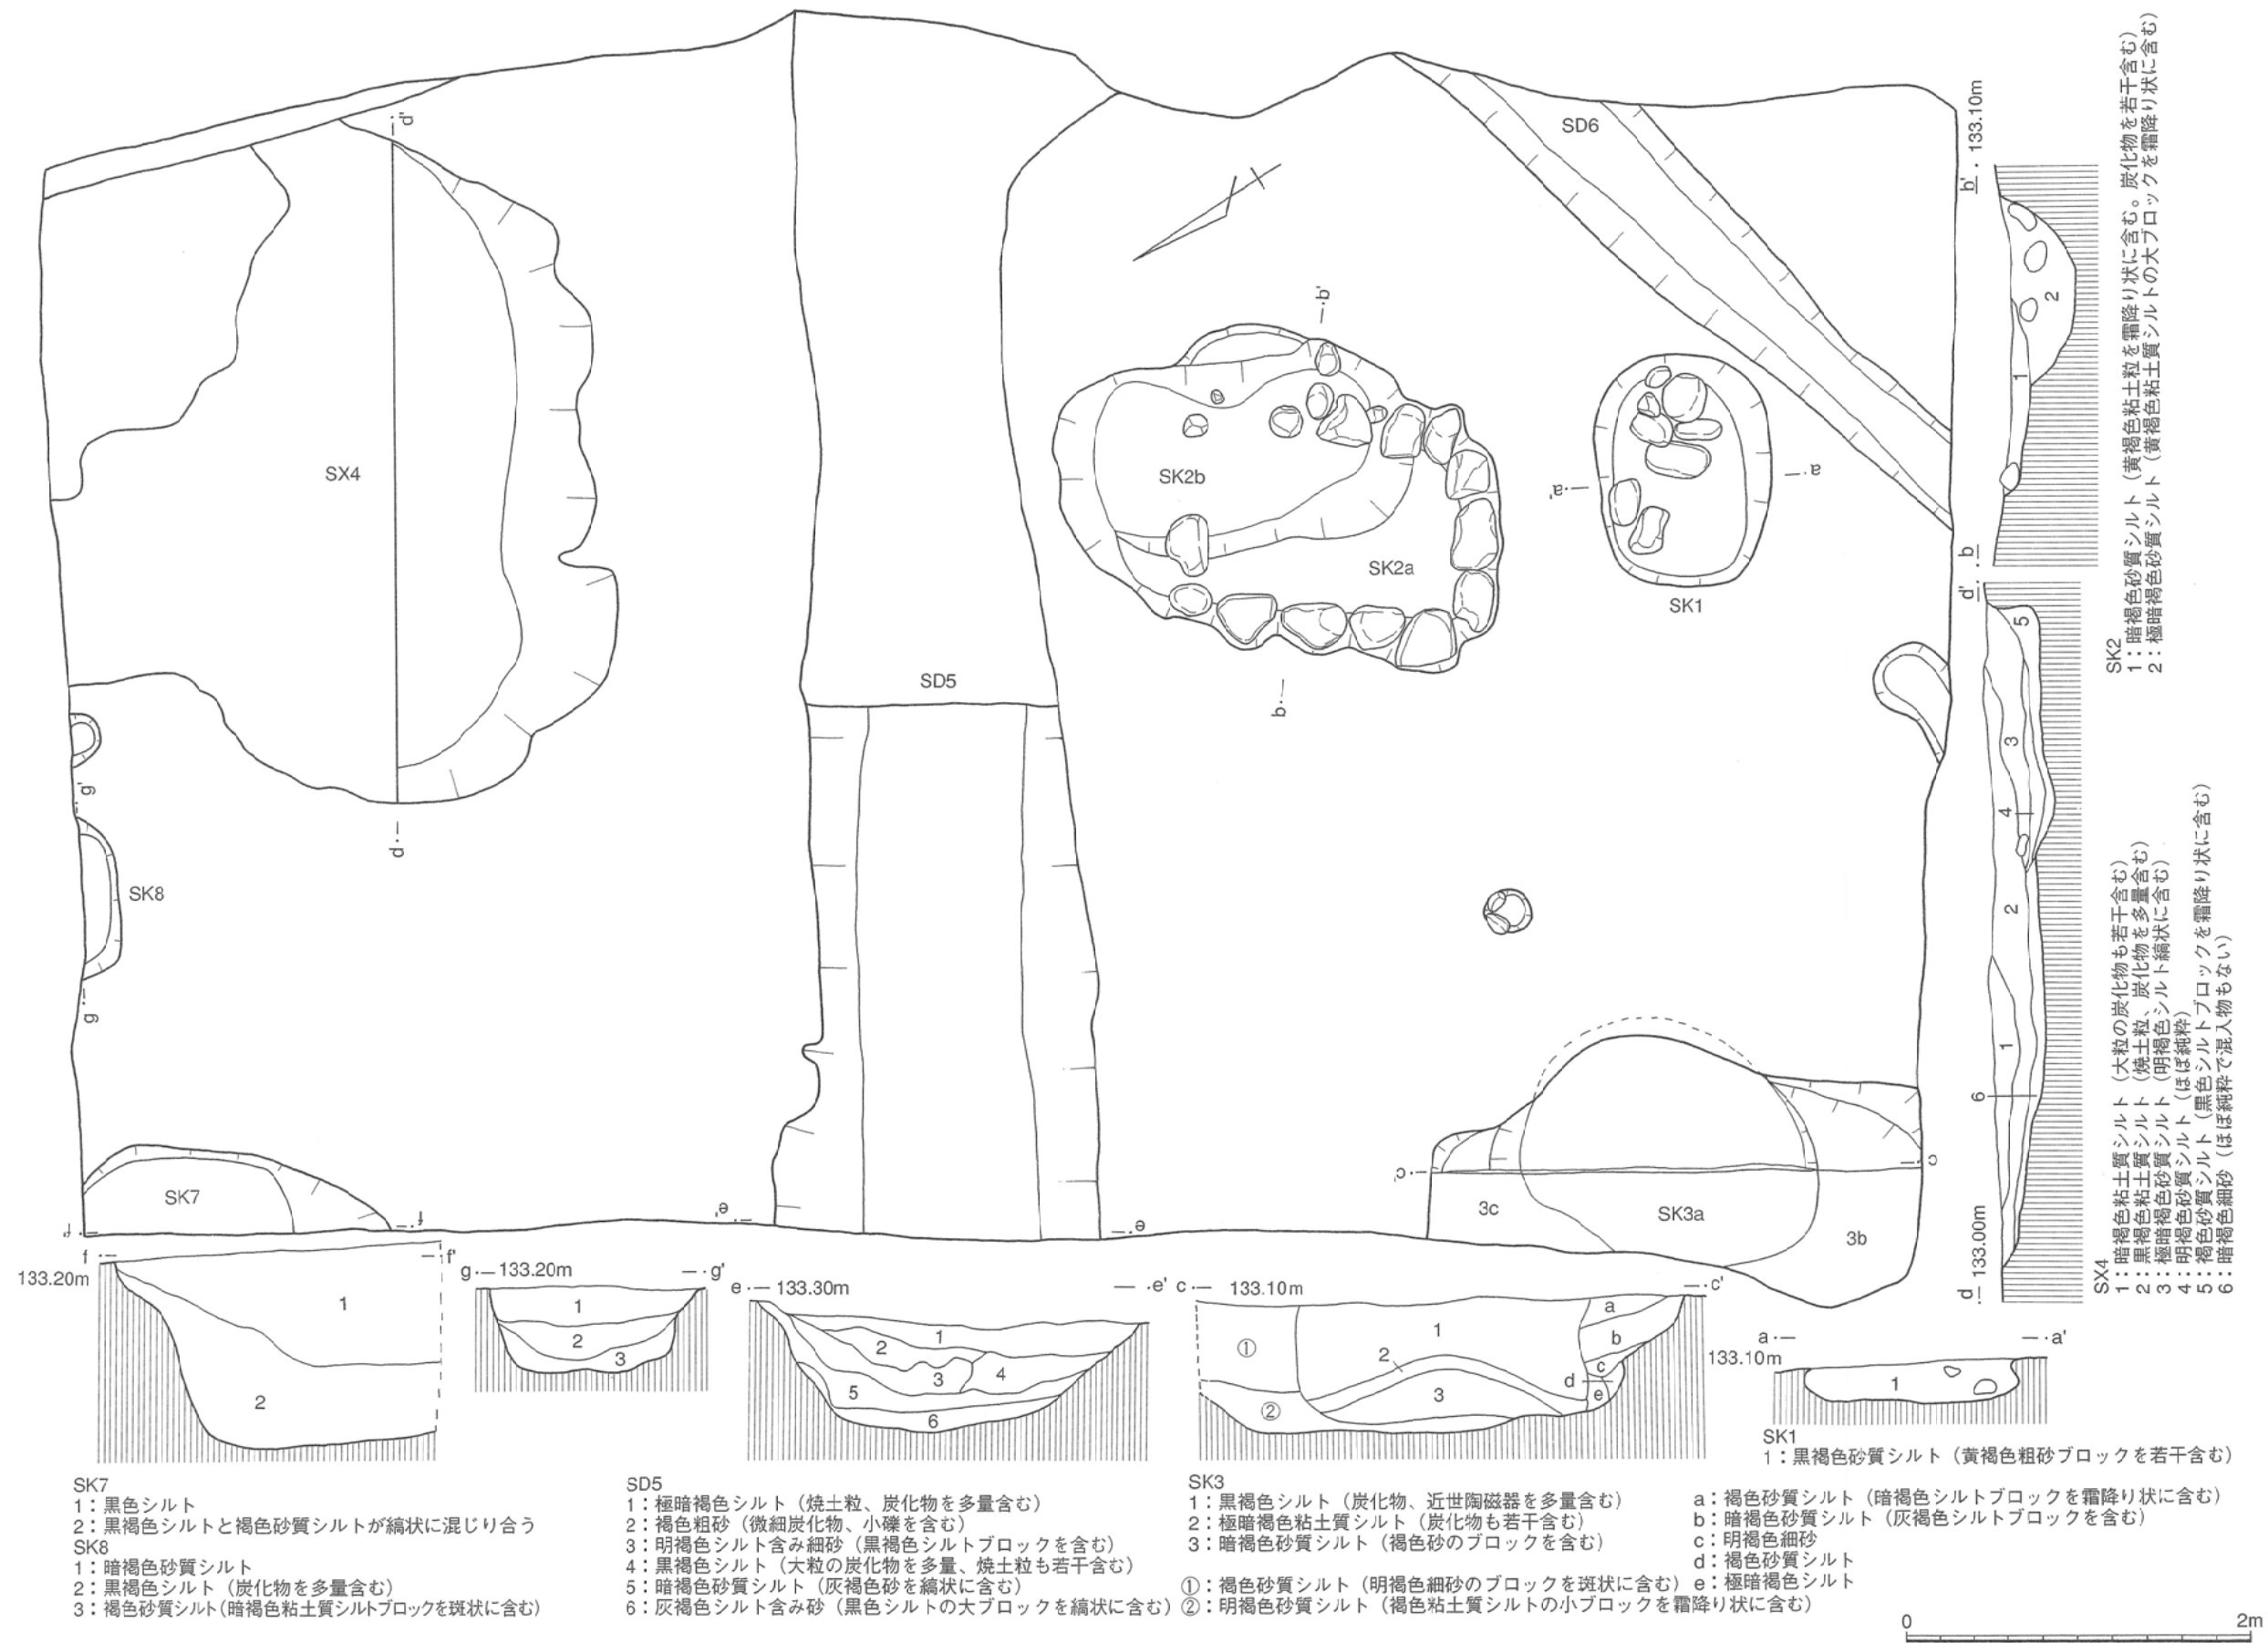 SD6
SX4
SK2b
SK2a
SK1
SD5
SK8
SK7
3c
SK3a
3b
d'
d
b'
b
a'
a
g'
g
f'
f
e'
e
c'
c
b' 133.10m
b
1
2
SK2
1：暗褐色砂質シルト（黄褐色粘土粒を霜降り状に含む。炭化物を若干含む）
2：極暗褐色砂質シルト（黄褐色粘土質シルトの大ブロックを霜降り状に含む）
d'
d 133.00m
5
3
4
2
1
6
SX4
1：暗褐色粘土質シルト（大粒の炭化物も若干含む）
2：黒褐色粘土質シルト（焼土粒、炭化物を多量含む）
3：極暗褐色砂質シルト（明褐色シルト縞状に含む）
4：明褐色砂質シルト（ほぼ純粋）
5：褐色砂質シルト（黒色シルトブロックを霜降り状に含む）
6：暗褐色細砂（ほぼ純粋で混入物もない）
f f'
133.20m
1
2
g 133.20m g'
1
2
3
e 133.30m e'
1
2
3
4
5
6
c 133.10m c'
①
②
1
2
3
a
b
c
d
e
a a'
133.10m
1
SK1
1：黒褐色砂質シルト（黄褐色粗砂ブロックを若干含む）
SK7
1：黒色シルト
2：黒褐色シルトと褐色砂質シルトが縞状に混じり合う
SK8
1：暗褐色砂質シルト
2：黒褐色シルト（炭化物を多量含む）
3：褐色砂質シルト（暗褐色粘土質シルトブロックを斑状に含む）
SD5
1：極暗褐色シルト（焼土粒、炭化物を多量含む）
2：褐色粗砂（微細炭化物、小礫を含む）
3：明褐色シルト含み細砂（黒褐色シルトブロックを含む）
4：黒褐色シルト（大粒の炭化物を多量、焼土粒も若干含む）
5：暗褐色砂質シルト（灰褐色砂を縞状に含む）
6：灰褐色シルト含み砂（黒色シルトの大ブロックを縞状に含む）
SK3
1：黒褐色シルト（炭化物、近世陶磁器を多量含む）
2：極暗褐色粘土質シルト（炭化物も若干含む）
3：暗褐色砂質シルト（褐色砂のブロックを含む）
①：褐色砂質シルト（明褐色細砂のブロックを斑状に含む）
②：明褐色砂質シルト（褐色粘土質シルトの小ブロックを霜降り状に含む）
a：褐色砂質シルト（暗褐色シルトブロックを霜降り状に含む）
b：暗褐色砂質シルト（灰褐色シルトブロックを含む）
c：明褐色細砂
d：褐色砂質シルト
e：極暗褐色シルト
0 2m